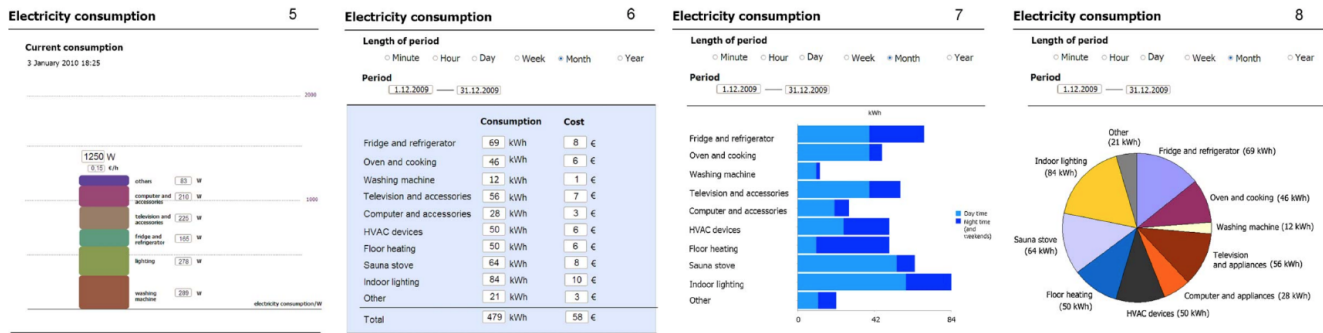 Electricity consumption 5
Current consumption
3 January 2010 18:25
2000
1250 W
0,15 €/h
others 83 W
computer and accessories 210 W
1000
television and accessories 225 W
fridge and refrigerator 165 W
lighting 278 W
washing machine 289 W
electricity consumption/W
Electricity consumption 6
Length of period
Minute Hour Day Week Month Year
Period
1.12.2009 31.12.2009
Consumption Cost
Fridge and refrigerator 69 kWh 8 €
Oven and cooking 46 kWh 6 €
Washing machine 12 kWh 1 €
Television and accessories 56 kWh 7 €
Computer and accessories 28 kWh 3 €
HVAC devices 50 kWh 6 €
Floor heating 50 kWh 6 €
Sauna stove 64 kWh 8 €
Indoor lighting 84 kWh 10 €
Other 21 kWh 3 €
Total 479 kWh 58 €
Electricity consumption 7
Length of period
Minute Hour Day Week Month Year
Period
1.12.2009 31.12.2009
kWh
Fridge and refrigerator
Oven and cooking
Washing machine
Television and accessories
Computer and accessories
HVAC devices
Floor heating
Sauna stove
Indoor lighting
Other
0 42 84
Day time
Night time
(and
weekends)
Electricity consumption 8
Length of period
Minute Hour Day Week Month Year
Period
1.12.2009 31.12.2009
Other
(21 kWh)
Fridge and refrigerator (69 kWh)
Indoor lighting
(84 kWh)
Oven and cooking (46 kWh)
Washing machine (12 kWh)
Sauna stove
(64 kWh)
Television
and appliances (56 kWh)
Floor heating
(50 kWh)
Computer and appliances (28 kWh)
HVAC devices (50 kWh)